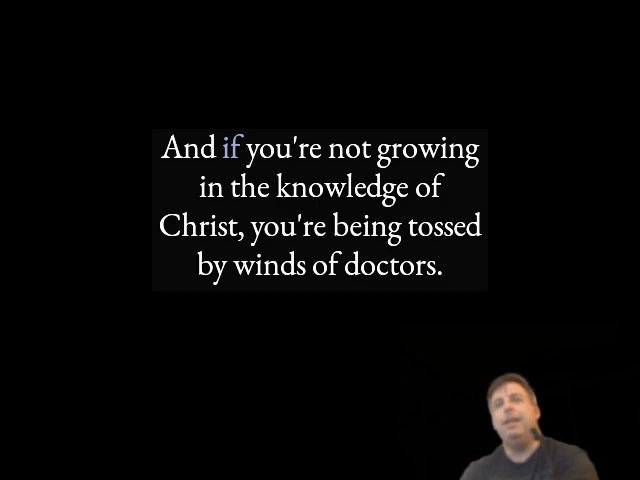 And if you're not growing
in the knowledge of
Christ, you're being tossed
by winds of doctors.